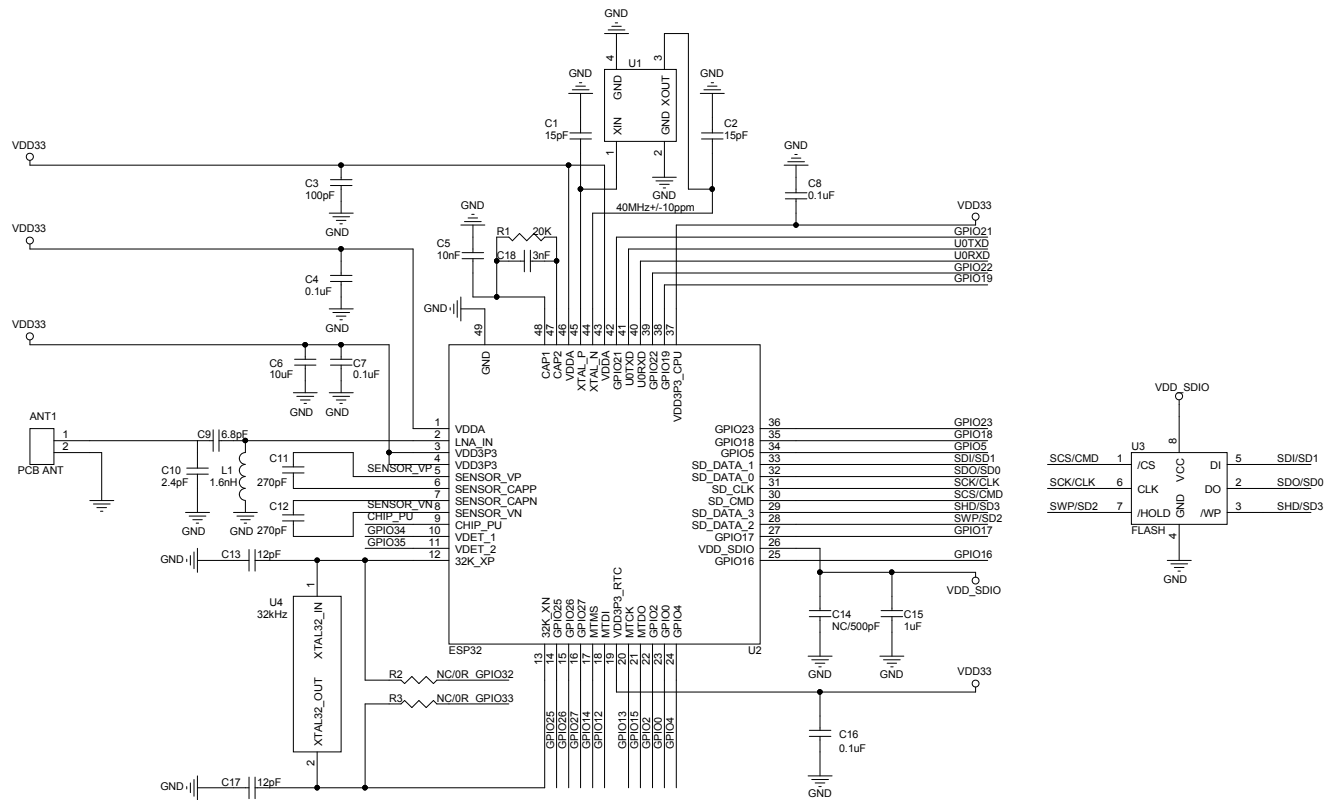 GND
4
3
U1
GND
GND
GND
XOUT
C1
15pF
C2
15pF
XIN
GND
1
2
GND
GND
VDD33
C3
100pF
GND
C8
0.1uF
40MHz+/-10ppm
VDD33
GND
R1
20K
C5
10nF
C18
3nF
GPIO21
U0TXD
U0RXD
GPIO22
GPIO19
VDD33
C4
0.1uF
GND
GND
49
48
47
46
45
44
43
42
41
40
39
38
37
VDD33
C6
10uF
C7
0.1uF
GND
GND
GND
CAP1
CAP2
VDDA
XTAL_P
XTAL_N
VDDA
GPIO21
U0TXD
U0RXD
GPIO22
GPIO19
VDD3P3_CPU
ANT1
1
2
PCB ANT
C9
6.8pF
C10
2.4pF
L1
1.6nH
GND
GND
C11
270pF
C12
270pF
SENSOR_VP
SENSOR_VN
CHIP_PU
GPIO34
GPIO35
1 VDDA
2 LNA_IN
3 VDD3P3
4 VDD3P3
5 SENSOR_VP
6 SENSOR_CAPP
7 SENSOR_CAPN
8 SENSOR_VN
9 CHIP_PU
10 VDET_1
11 VDET_2
12 32K_XP
GPIO23 36 GPIO23
GPIO18 35 GPIO18
GPIO5 34 GPIO5
SD_DATA_1 33 SDI/SD1
SD_DATA_0 32 SDO/SD0
SD_CLK 31 SCK/CLK
SD_CMD 30 SCS/CMD
SD_DATA_3 29 SHD/SD3
SD_DATA_2 28 SWP/SD2
GPIO17 27 GPIO17
VDD_SDIO 26
GPIO16 25 GPIO16
VDD_SDIO
8
U3
SCS/CMD 1 /CS
SCK/CLK 6 CLK
SWP/SD2 7 /HOLD
VCC
GND
DI 5 SDI/SD1
DO 2 SDO/SD0
/WP 3 SHD/SD3
FLASH
4
GND
GND
C13
12pF
U4
32kHz
1
XTAL32_IN
XTAL32_OUT
2
GND
C17
12pF
R2
NC/0R
GPIO32
R3
NC/0R
GPIO33
32K_XN
GPIO25
GPIO26
GPIO27
MTMS
MTDI
VDD3P3_RTC
MTCK
MTDO
GPIO2
GPIO0
GPIO4
ESP32
U2
13
14
15
16
17
18
19
20
21
22
23
24
GPIO25
GPIO26
GPIO27
GPIO14
GPIO12
GPIO13
GPIO15
GPIO2
GPIO0
GPIO4
VDD_SDIO
C14
NC/500pF
C15
1uF
GND
GND
VDD33
C16
0.1uF
GND